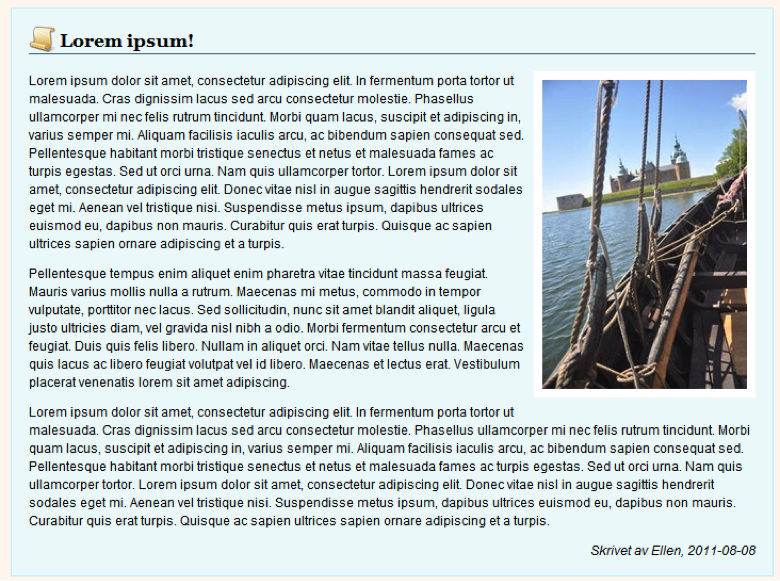 Lorem ipsum!
Lorem ipsum dolor sit amet, consectetur adipiscing elit. In fermentum porta tortor ut
malesuada. Cras dignissim lacus sed arcu consectetur molestie. Phasellus
ullamcorper mi nec felis rutrum tincidunt. Morbi quam lacus, suscipit et adipiscing in,
varius semper mi. Aliquam facilisis iaculis arcu, ac bibendum sapien consequat sed.
Pellentesque habitant morbi tristique senectus et netus et malesuada fames ac
turpis egestas. Sed ut orci urna. Nam quis ullamcorper tortor. Lorem ipsum dolor sit
amet, consectetur adipiscing elit. Donec vitae nisl in augue sagittis hendrerit sodales
eget mi. Aenean vel tristique nisi. Suspendisse metus ipsum, dapibus ultrices
euismod eu, dapibus non mauris. Curabitur quis erat turpis. Quisque ac sapien
ultrices sapien ornare adipiscing et a turpis.
Pellentesque tempus enim aliquet enim pharetra vitae tincidunt massa feugiat.
Mauris varius mollis nulla a rutrum. Maecenas mi metus, commodo in tempor
vulputate, porttitor nec lacus. Sed sollicitudin, nunc sit amet blandit aliquet, ligula
justo ultricies diam, vel gravida nisl nibh a odio. Morbi fermentum consectetur arcu et
feugiat. Duis quis felis libero. Nullam in aliquet orci. Nam vitae tellus nulla. Maecenas
quis lacus ac libero feugiat volutpat vel id libero. Maecenas et lectus erat. Vestibulum
placerat venenatis lorem sit amet adipiscing.
Lorem ipsum dolor sit amet, consectetur adipiscing elit. In fermentum porta tortor ut
malesuada. Cras dignissim lacus sed arcu consectetur molestie. Phasellus ullamcorper mi nec felis rutrum tincidunt. Morbi
quam lacus, suscipit et adipiscing in, varius semper mi. Aliquam facilisis iaculis arcu, ac bibendum sapien consequat sed.
Pellentesque habitant morbi tristique senectus et netus et malesuada fames ac turpis egestas. Sed ut orci urna. Nam quis
ullamcorper tortor. Lorem ipsum dolor sit amet, consectetur adipiscing elit. Donec vitae nisl in augue sagittis hendrerit
sodales eget mi. Aenean vel tristique nisi. Suspendisse metus ipsum, dapibus ultrices euismod eu, dapibus non mauris.
Curabitur quis erat turpis. Quisque ac sapien ultrices sapien ornare adipiscing et a turpis.
Skrivet av Ellen, 2011-08-08